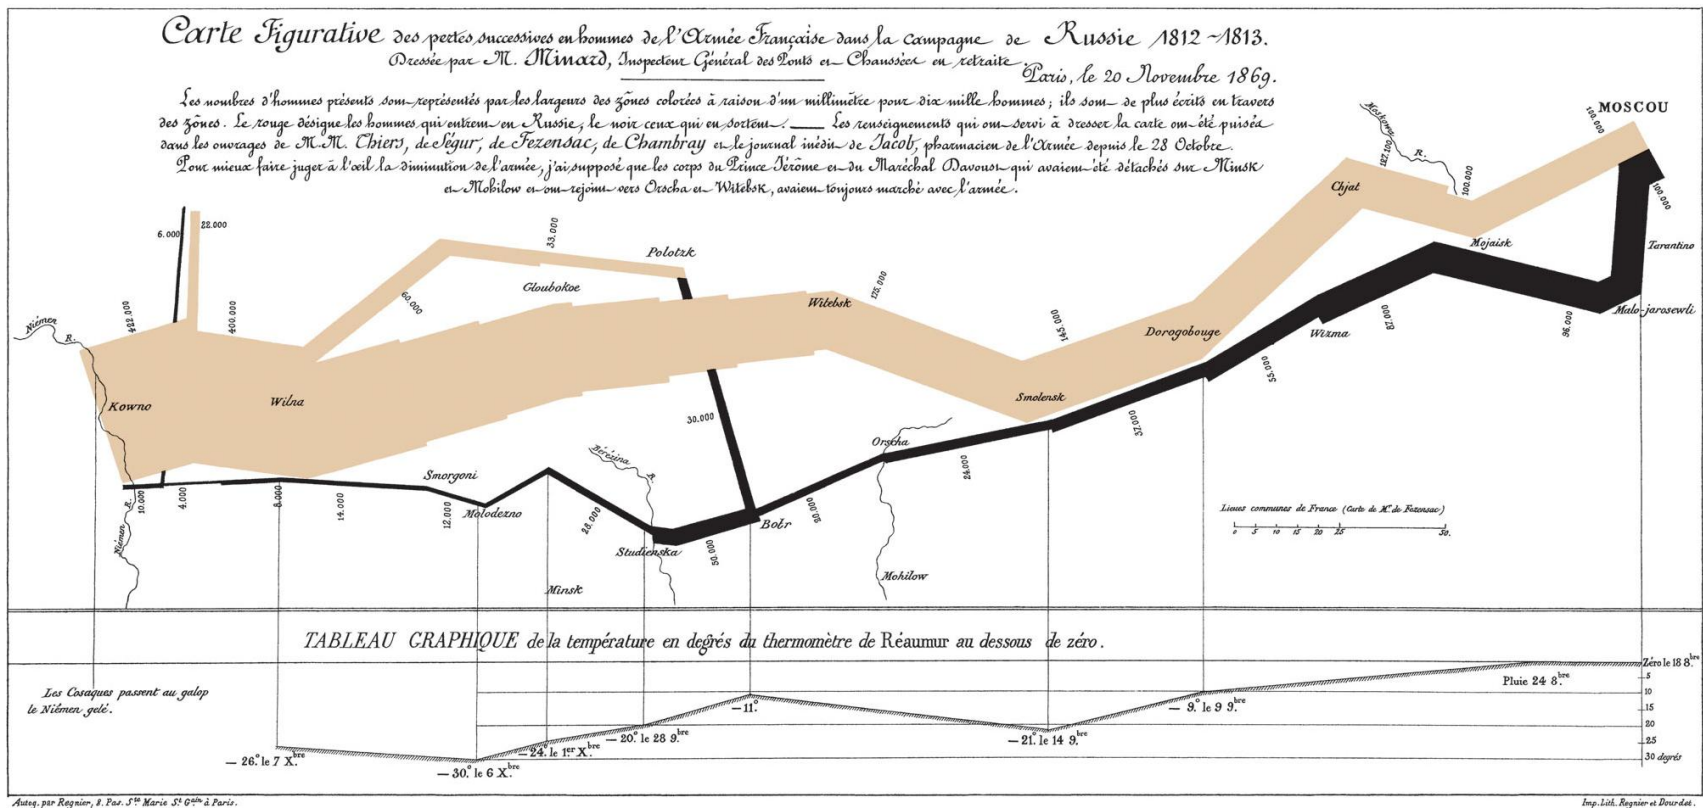 Carte Figurative des pertes successives en hommes de l'Armée Française dans la campagne de Russie 1812~1813.
Dressée par M. Minard, Inspecteur Général des Ponts et Chaussées en retraite.
Paris, le 20 Novembre 1869.
Les nombres d'hommes présents sont représentés par les largeurs des zônes colorées à raison d'un millimètre pour dix mille hommes; ils sont de plus écrits en travers
des zônes. Le rouge désigne les hommes qui entrent en Russie, le noir ceux qui en sortent. ___ Les renseignements qui ont servi à dresser la carte ont été puisés
dans les ouvrages de M.M. Thiers, de Ségur, de Fezensac, de Chambray et le journal inédit de Jacob, pharmacien de l'Armée depuis le 28 Octobre.
Pour mieux faire juger à l'œil la diminution de l'armée, j'ai supposé que les corps du Prince Jérôme et du Maréchal Davoust qui avaient été détachés sur Minsk
et Mohilow et ont rejoint vers Orscha et Witebsk, avaient toujours marché avec l'armée.
MOSCOU
100.000
Moskowa R.
127.100
100.000
Chjat
Mojaisk
100.000
Tarantino
Malo-jarosewli
6.000
28.000
33.000
Polotzk
Gloubokoe
60.000
422.000
400.000
Niémen R.
Kowno
Wilna
Witebsk
175.000
145.000
Dorogobouge
Smolensk
Wizma
87.000
96.000
55.000
37.000
30.000
Orscha
24.000
20.000
Bobr
Bérézina R.
Studienska
50.000
28.000
Smorgoni
Molodezno
12.000
14.000
8.000
4.000
10.000
Niémen R.
Minsk
Mohilow
Lieues communes de France (Carte de M. de Fezensac)
0 5 10 15 20 25 50.
TABLEAU GRAPHIQUE de la température en degrés du thermomètre de Réaumur au dessous de zéro.
Les Cosaques passent au galop
le Niémen gelé.
Zéro le 18 8.bre
5
10
15
20
25
30 degrés
Pluie 24 8.bre
— 9.° le 9 9.bre
— 21.° le 14 9.bre
— 11.°
— 20.° le 28 9.bre
— 24.° le 1.er X.bre
— 30.° le 6 X.bre
— 26.° le 7 X.bre
Autog. par Regnier, 8. Pas. S.te Marie S.t G.ain à Paris.
Imp. Lith. Regnier et Dourdet.